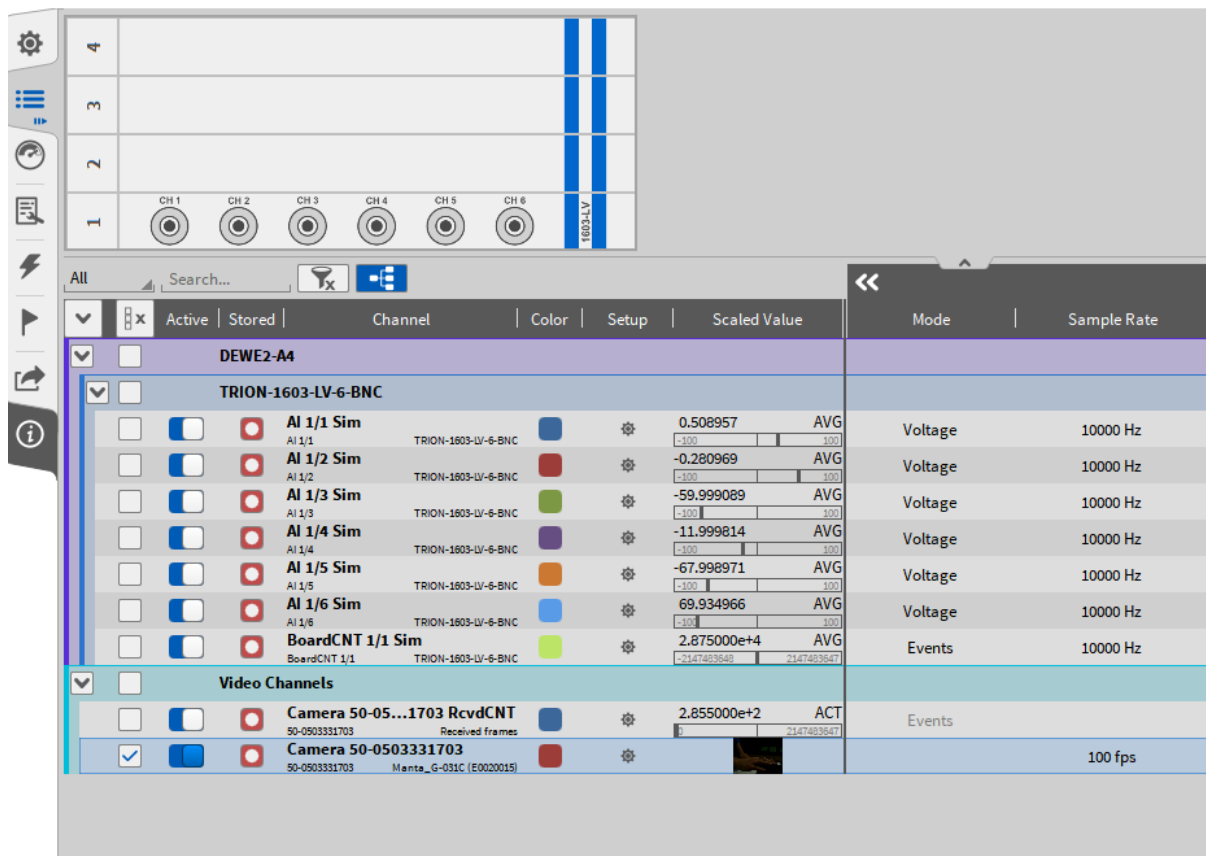 4
3
2
1
CH 1 CH 2 CH 3 CH 4 CH 5 CH 6
1603-LV
All Search...
Active Stored Channel Color Setup Scaled Value Mode Sample Rate
DEWE2-A4
TRION-1603-LV-6-BNC
AI 1/1 Sim 0.508957 AVG Voltage 10000 Hz
AI 1/1 TRION-1603-LV-6-BNC -100 100
AI 1/2 Sim -0.280969 AVG Voltage 10000 Hz
AI 1/2 TRION-1603-LV-6-BNC -100 100
AI 1/3 Sim -59.999089 AVG Voltage 10000 Hz
AI 1/3 TRION-1603-LV-6-BNC -100 100
AI 1/4 Sim -11.999814 AVG Voltage 10000 Hz
AI 1/4 TRION-1603-LV-6-BNC -100 100
AI 1/5 Sim -67.998971 AVG Voltage 10000 Hz
AI 1/5 TRION-1603-LV-6-BNC -100 100
AI 1/6 Sim 69.934966 AVG Voltage 10000 Hz
AI 1/6 TRION-1603-LV-6-BNC -100 100
BoardCNT 1/1 Sim 2.875000e+4 AVG Events 10000 Hz
BoardCNT 1/1 TRION-1603-LV-6-BNC -2147483648 2147483647
Video Channels
Camera 50-05...1703 RcvdCNT 2.855000e+2 ACT Events
50-0503331703 Received frames 0 2147483647
Camera 50-0503331703 100 fps
50-0503331703 Manta_G-031C (E0020015)